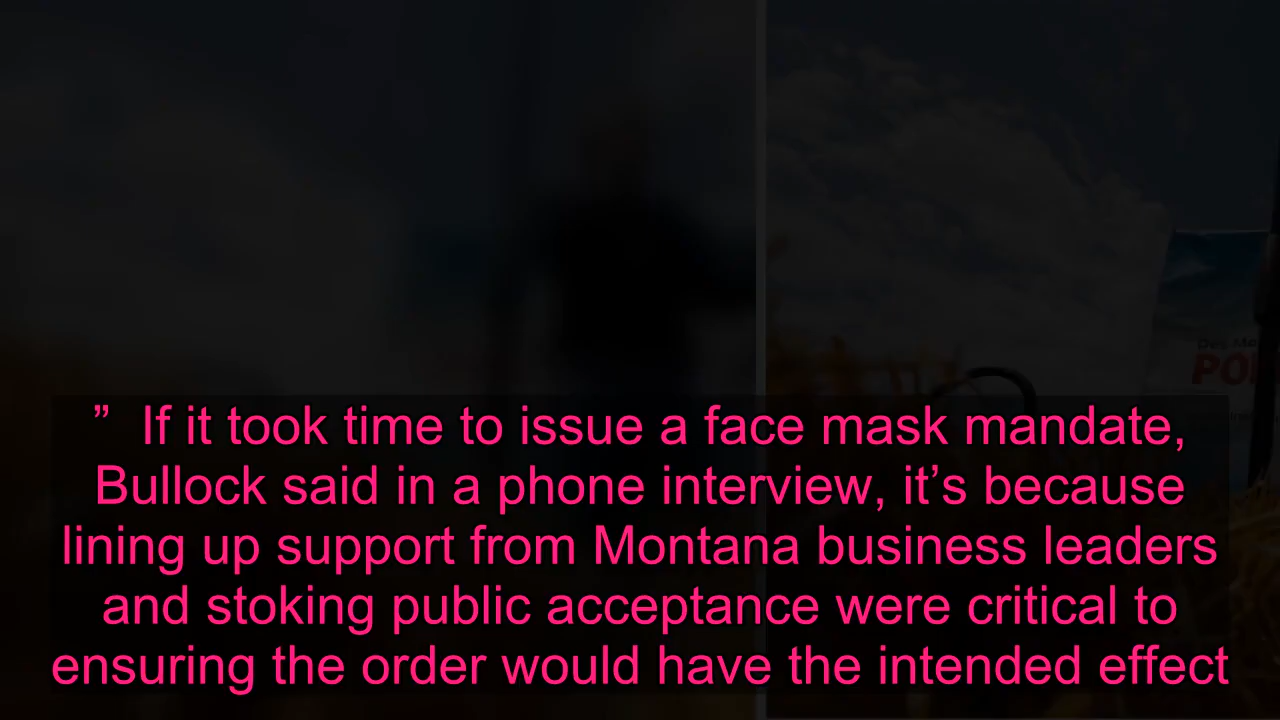 ”  If it took time to issue a face mask mandate,
Bullock said in a phone interview, it’s because
lining up support from Montana business leaders
and stoking public acceptance were critical to
ensuring the order would have the intended effect